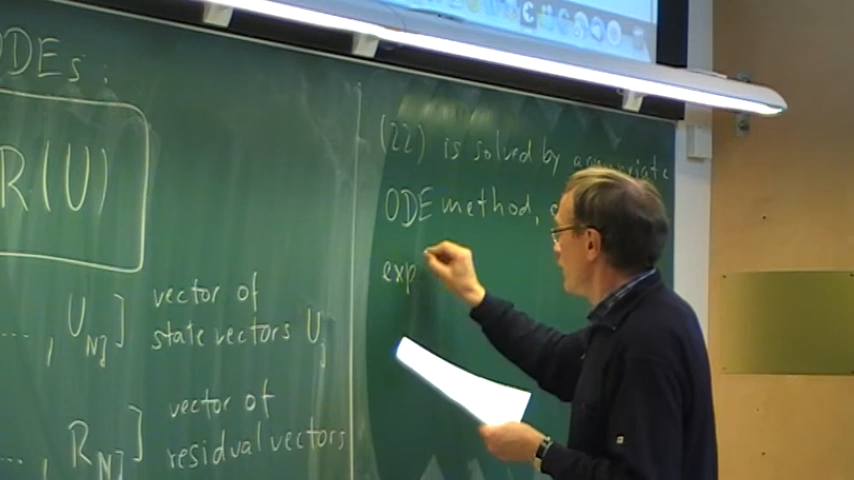 ODEs:
R(U)
..., U_NJ] vector of
state vectors U_j
..., R_NJ] vector of
residual vectors
(22) is solved by appropriate
ODE method,
exp